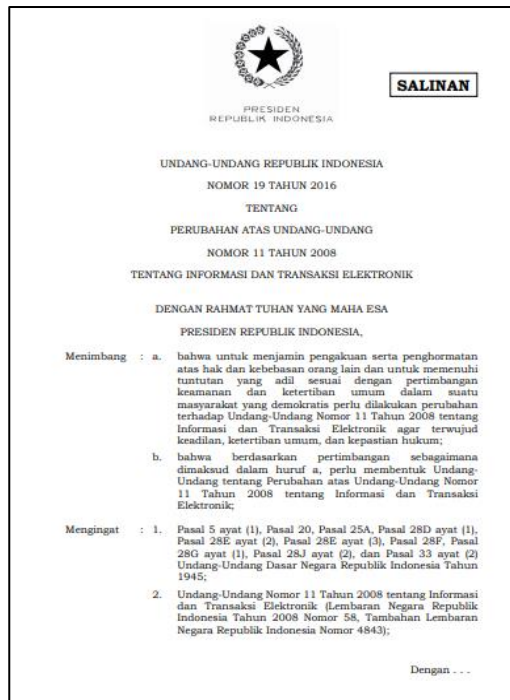 SALINAN
PRESIDEN
REPUBLIK INDONESIA
UNDANG-UNDANG REPUBLIK INDONESIA
NOMOR 19 TAHUN 2016
TENTANG
PERUBAHAN ATAS UNDANG-UNDANG
NOMOR 11 TAHUN 2008
TENTANG INFORMASI DAN TRANSAKSI ELEKTRONIK
DENGAN RAHMAT TUHAN YANG MAHA ESA
PRESIDEN REPUBLIK INDONESIA,
Menimbang : a. bahwa untuk menjamin pengakuan serta penghormatan
atas hak dan kebebasan orang lain dan untuk memenuhi
tuntutan yang adil sesuai dengan pertimbangan
keamanan dan ketertiban umum dalam suatu
masyarakat yang demokratis perlu dilakukan perubahan
terhadap Undang-Undang Nomor 11 Tahun 2008 tentang
Informasi dan Transaksi Elektronik agar terwujud
keadilan, ketertiban umum, dan kepastian hukum;
b. bahwa berdasarkan pertimbangan sebagaimana
dimaksud dalam huruf a, perlu membentuk Undang-
Undang tentang Perubahan atas Undang-Undang Nomor
11 Tahun 2008 tentang Informasi dan Transaksi
Elektronik;
Mengingat : 1. Pasal 5 ayat (1), Pasal 20, Pasal 25A, Pasal 28D ayat (1),
Pasal 28E ayat (2), Pasal 28E ayat (3), Pasal 28F, Pasal
28G ayat (1), Pasal 28J ayat (2), dan Pasal 33 ayat (2)
Undang-Undang Dasar Negara Republik Indonesia Tahun
1945;
2. Undang-Undang Nomor 11 Tahun 2008 tentang Informasi
dan Transaksi Elektronik (Lembaran Negara Republik
Indonesia Tahun 2008 Nomor 58, Tambahan Lembaran
Negara Republik Indonesia Nomor 4843);
Dengan . . .